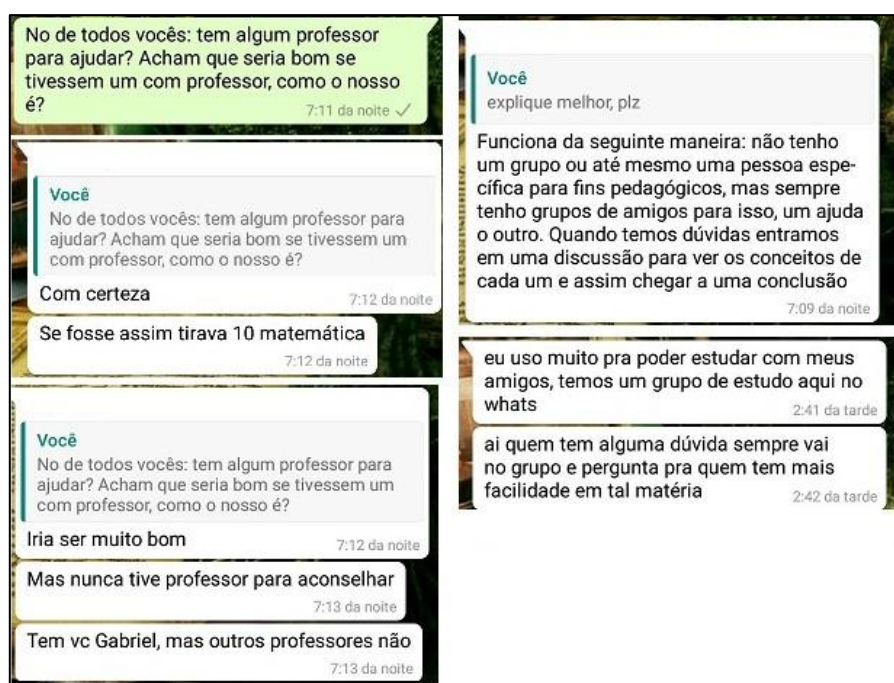 No de todos vocês: tem algum professor
para ajudar? Acham que seria bom se
tivessem um com professor, como o nosso
é?
7:11 da noite
Você
No de todos vocês: tem algum professor para
ajudar? Acham que seria bom se tivessem um
com professor, como o nosso é?
Com certeza
7:12 da noite
Se fosse assim tirava 10 matemática
7:12 da noite
Você
No de todos vocês: tem algum professor para
ajudar? Acham que seria bom se tivessem um
com professor, como o nosso é?
Iria ser muito bom
7:12 da noite
Mas nunca tive professor para aconselhar
7:13 da noite
Tem vc Gabriel, mas outros professores não
7:13 da noite
Você
explique melhor, plz
Funciona da seguinte maneira: não tenho
um grupo ou até mesmo uma pessoa espe-
cífica para fins pedagógicos, mas sempre
tenho grupos de amigos para isso, um ajuda
o outro. Quando temos dúvidas entramos
em uma discussão para ver os conceitos de
cada um e assim chegar a uma conclusão
7:09 da noite
eu uso muito pra poder estudar com meus
amigos, temos um grupo de estudo aqui no
whats
2:41 da tarde
ai quem tem alguma dúvida sempre vai
no grupo e pergunta pra quem tem mais
facilidade em tal matéria
2:42 da tarde